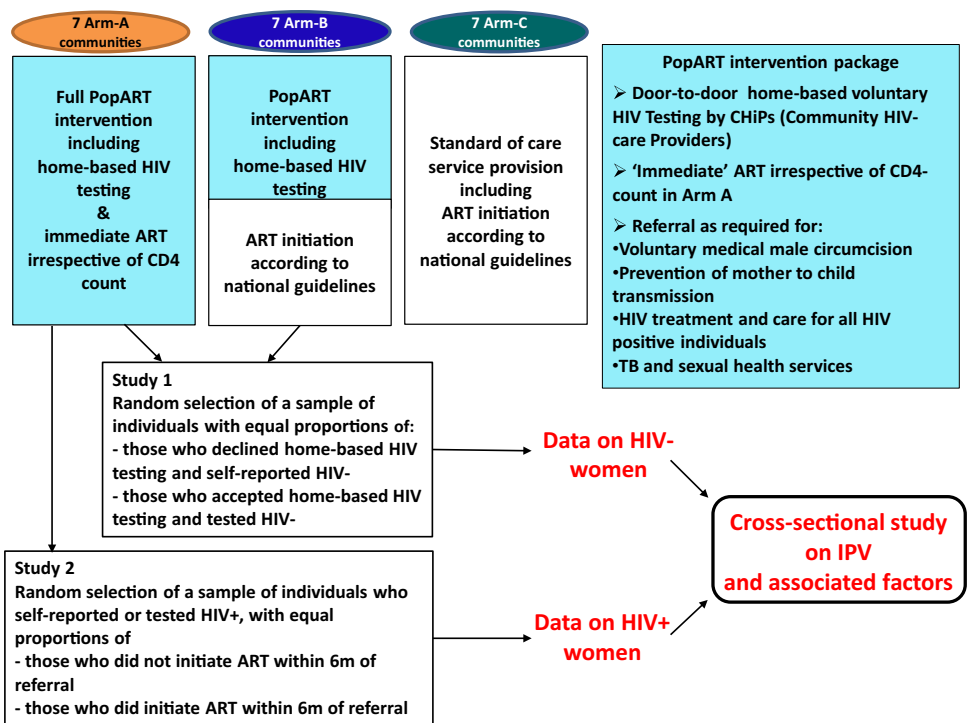 7 Arm-A
communities
7 Arm-B
communities
7 Arm-C
communities
Full PopART
intervention
including
home-based HIV
testing
&
immediate ART
irrespective of CD4
count
PopART
intervention
including
home-based HIV
testing
ART initiation
according to
national guidelines
Standard of care
service provision
including
ART initiation
according to
national guidelines
PopART intervention package
➢ Door-to-door home-based voluntary
HIV Testing by CHiPs (Community HIV-
care Providers)
➢ ‘Immediate’ ART irrespective of CD4-
count in Arm A
➢ Referral as required for:
•Voluntary medical male circumcision
•Prevention of mother to child
transmission
•HIV treatment and care for all HIV
positive individuals
•TB and sexual health services
Study 1
Random selection of a sample of
individuals with equal proportions of:
- those who declined home-based HIV
testing and self-reported HIV-
- those who accepted home-based HIV
testing and tested HIV-
Data on HIV-
women
Study 2
Random selection of a sample of individuals who
self-reported or tested HIV+, with equal
proportions of
- those who did not initiate ART within 6m of
referral
- those who did initiate ART within 6m of referral
Data on HIV+
women
Cross-sectional study
on IPV
and associated factors